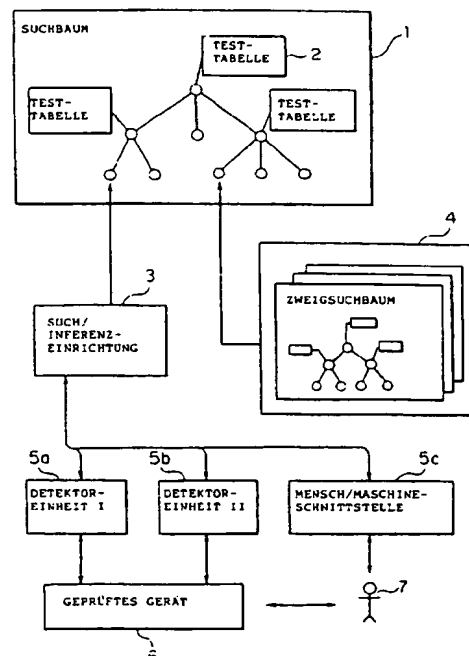 1
SUCHBAUM
TEST-
TABELLE
2
TEST-
TABELLE
TEST-
TABELLE
4
3
ZWEIGSUCHBAUM
SUCH/
INFERENZ-
EINRICHTUNG
5a
5b
5c
DETEKTOR-
EINHEIT I
DETEKTOR-
EINHEIT II
MENSCH/MASCHINE-
SCHNITTSTELLE
7
GEPRÜFTES GERÄT